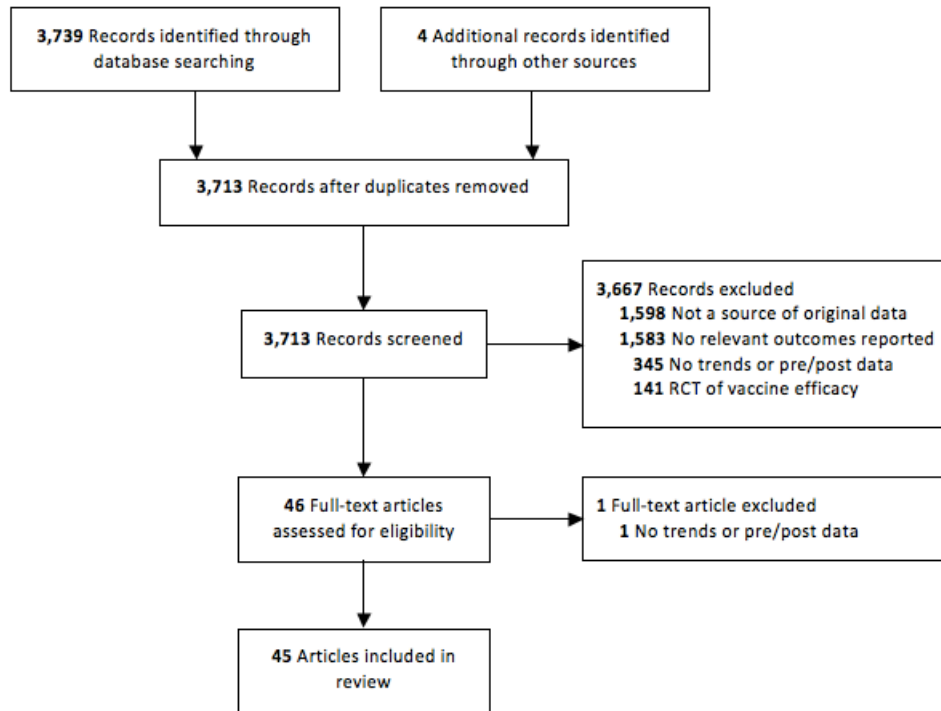 3,739 Records identified through
database searching
4 Additional records identified
through other sources
3,713 Records after duplicates removed
3,667 Records excluded
1,598 Not a source of original data
1,583 No relevant outcomes reported
345 No trends or pre/post data
141 RCT of vaccine efficacy
3,713 Records screened
46 Full-text articles
assessed for eligibility
1 Full-text article excluded
1 No trends or pre/post data
45 Articles included in
review